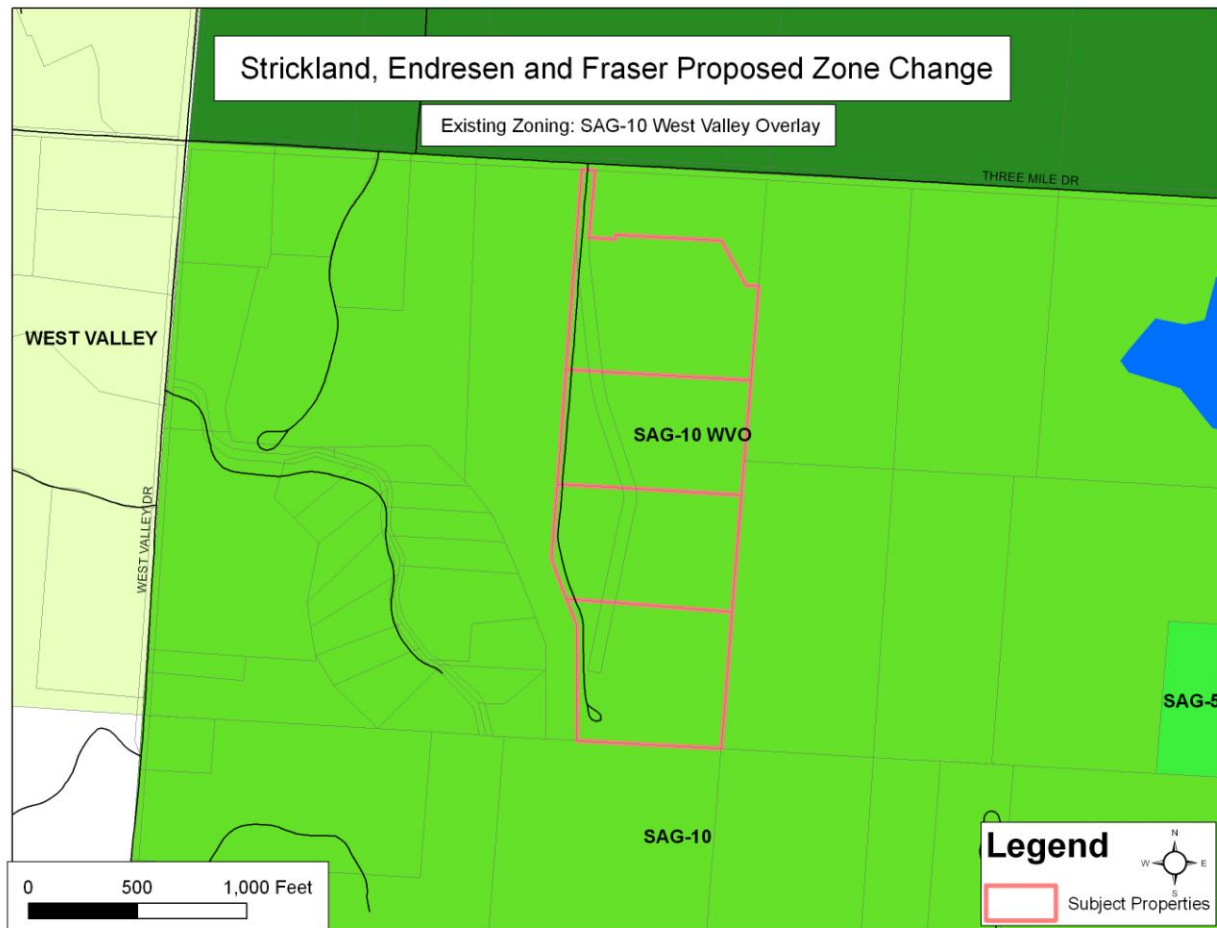 Strickland, Endresen and Fraser Proposed Zone Change
Existing Zoning: SAG-10 West Valley Overlay
THREE MILE DR
WEST VALLEY
SAG-10 WVO
WEST VALLEY DR
SAG-5
SAG-10
Legend
N
W
E
S
Subject Properties
0 500 1,000 Feet